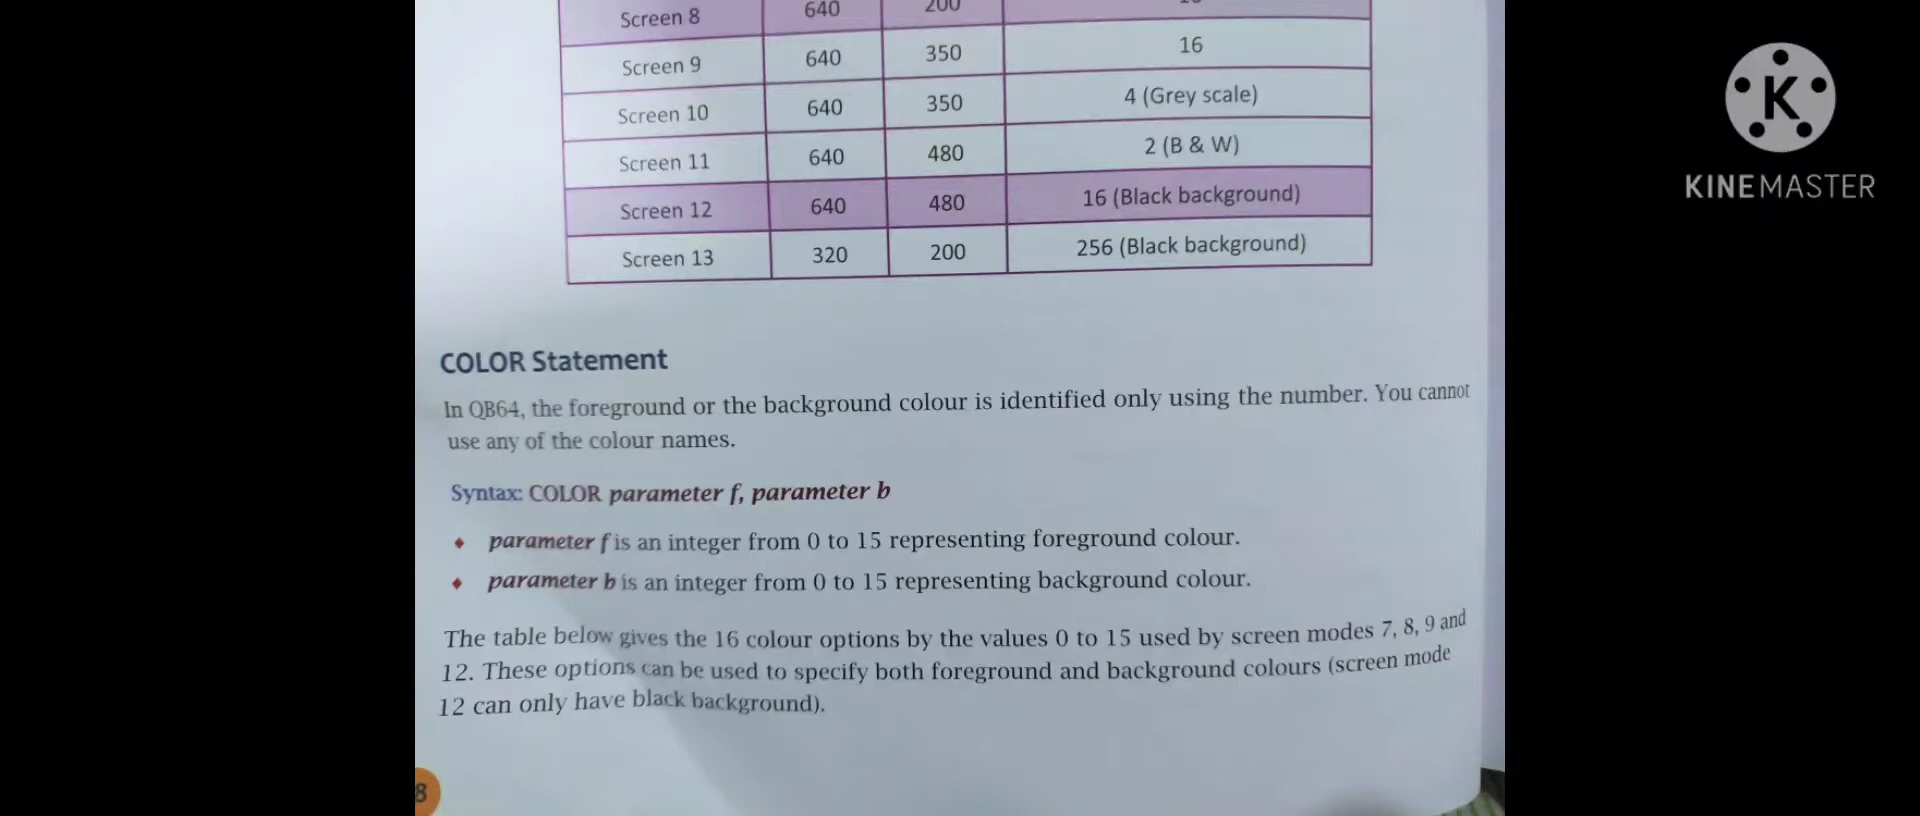 Screen 8 640 200
Screen 9 640 350 16
Screen 10 640 350 4 (Grey scale)
Screen 11 640 480 2 (B & W)
Screen 12 640 480 16 (Black background)
Screen 13 320 200 256 (Black background)
COLOR Statement
In QB64, the foreground or the background colour is identified only using the number. You cannot
use any of the colour names.
Syntax: COLOR parameter f, parameter b
♦ parameter f is an integer from 0 to 15 representing foreground colour.
♦ parameter b is an integer from 0 to 15 representing background colour.
The table below gives the 16 colour options by the values 0 to 15 used by screen modes 7, 8, 9 and
12. These options can be used to specify both foreground and background colours (screen mode
12 can only have black background).
8
K
KINEMASTER